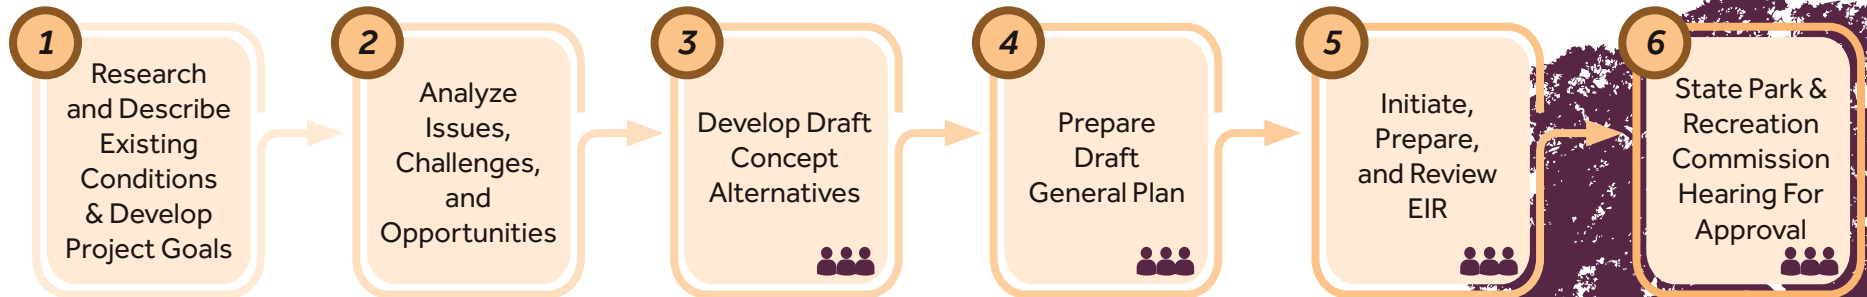 1
Research
and Describe
Existing
Conditions
& Develop
Project Goals
2
Analyze
Issues,
Challenges,
and
Opportunities
3
Develop Draft
Concept
Alternatives
4
Prepare
Draft
General Plan
5
Initiate,
Prepare,
and Review
EIR
6
State Park &
Recreation
Commission
Hearing For
Approval